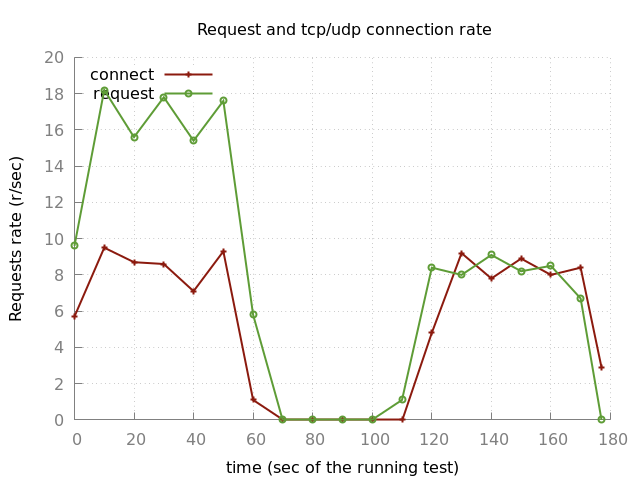 Request and tcp/udp connection rate
20
18
16
14
12
10
8
6
4
2
0
Requests rate (r/sec)
connect
request
0 20 40 60 80 100 120 140 160 180
time (sec of the running test)